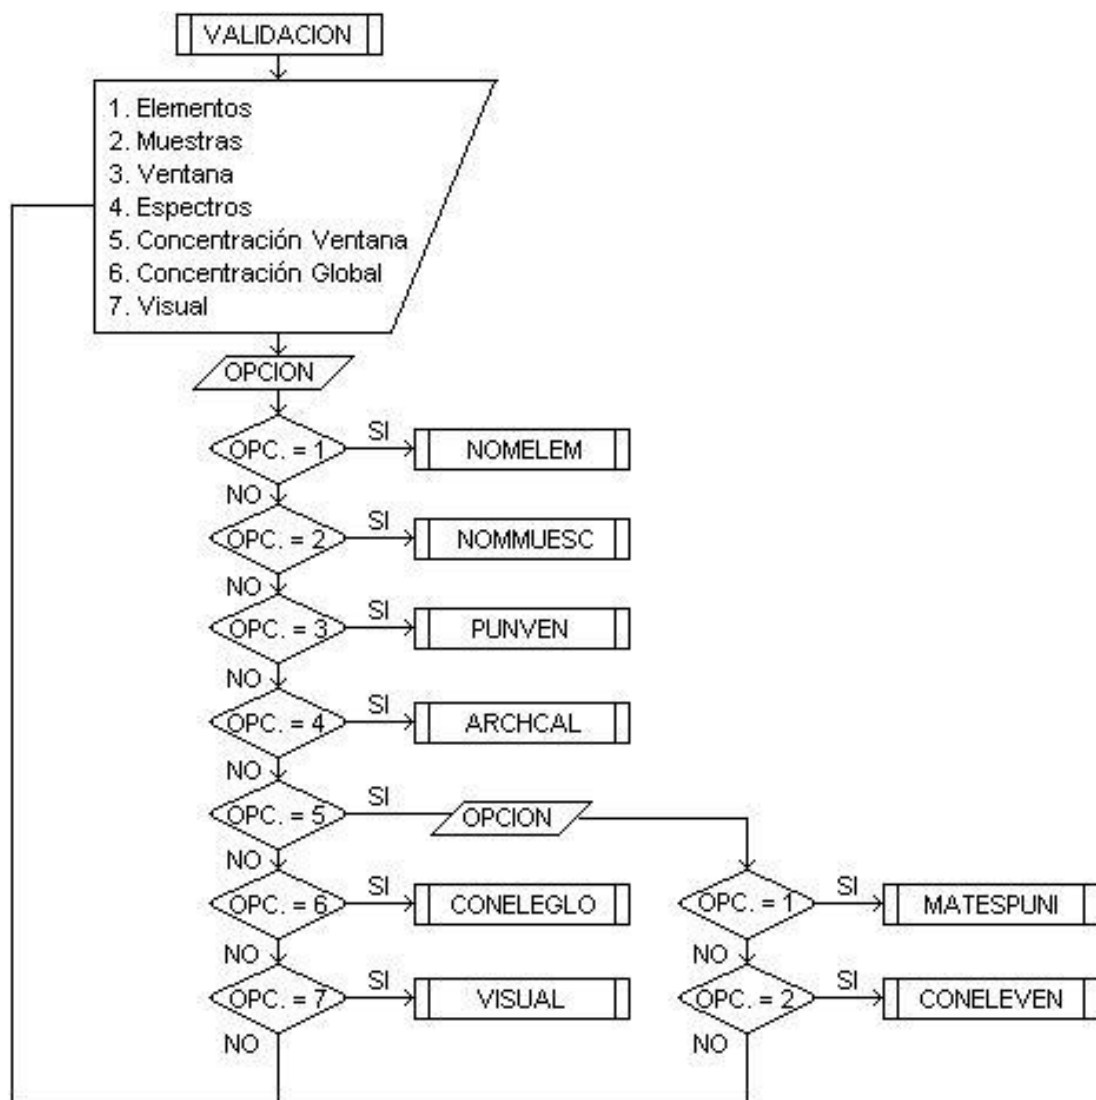 VALIDACION
1. Elementos
2. Muestras
3. Ventana
4. Espectros
5. Concentración Ventana
6. Concentración Global
7. Visual
OPCION
OPC. = 1
SI
NOMELEM
NO
OPC. = 2
SI
NOMMUESC
NO
OPC. = 3
SI
PUNVEN
NO
OPC. = 4
SI
ARCHCAL
NO
OPC. = 5
SI
OPCION
NO
OPC. = 6
SI
CONELEGLO
OPC. = 1
SI
MATESPUNI
NO
NO
OPC. = 7
SI
VISUAL
OPC. = 2
SI
CONELEVEN
NO
NO